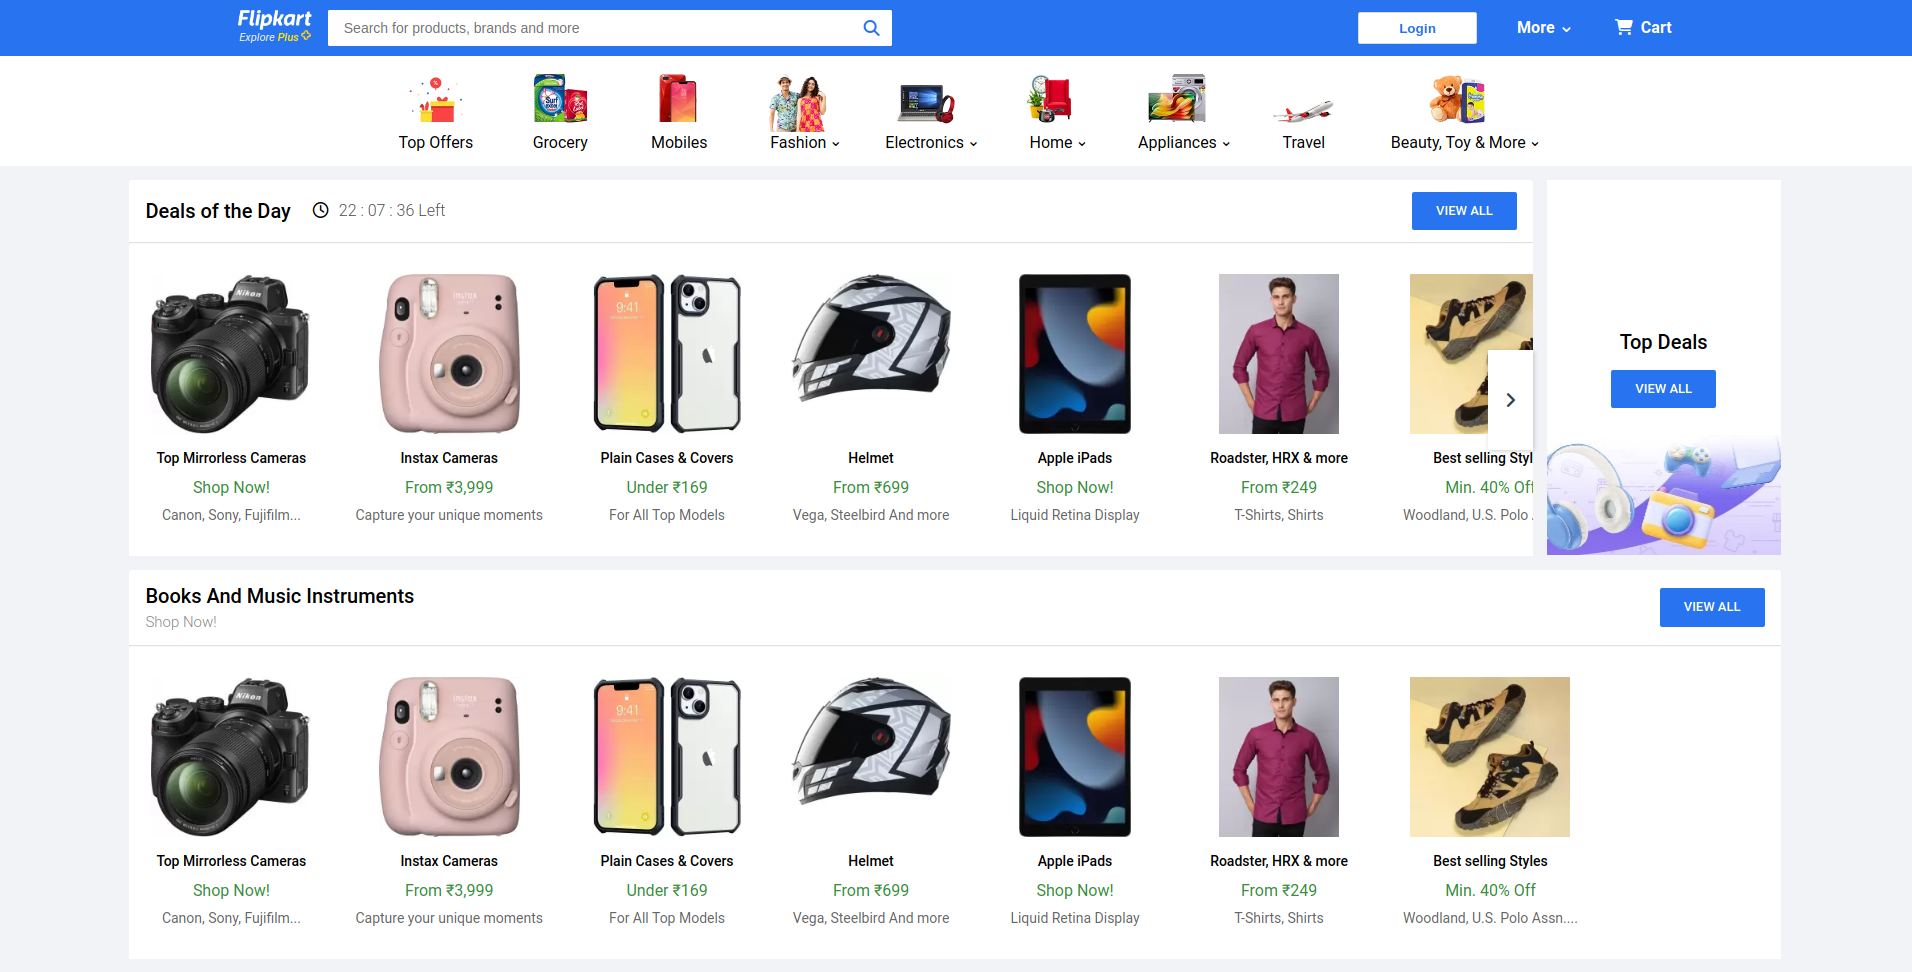 Flipkart
Explore Plus
Search for products, brands and more
Login
More
Cart
Top Offers
Grocery
Mobiles
Fashion
Electronics
Home
Appliances
Travel
Beauty, Toy & More
Deals of the Day
22 : 07 : 36 Left
VIEW ALL
Top Mirrorless Cameras
Shop Now!
Canon, Sony, Fujifilm...
Instax Cameras
From ₹3,999
Capture your unique moments
Plain Cases & Covers
Under ₹169
For All Top Models
Helmet
From ₹699
Vega, Steelbird And more
Apple iPads
Shop Now!
Liquid Retina Display
Roadster, HRX & more
From ₹249
T-Shirts, Shirts
Best selling Styl
Min. 40% Off
Woodland, U.S. Polo
Top Deals
VIEW ALL
Books And Music Instruments
Shop Now!
VIEW ALL
Top Mirrorless Cameras
Shop Now!
Canon, Sony, Fujifilm...
Instax Cameras
From ₹3,999
Capture your unique moments
Plain Cases & Covers
Under ₹169
For All Top Models
Helmet
From ₹699
Vega, Steelbird And more
Apple iPads
Shop Now!
Liquid Retina Display
Roadster, HRX & more
From ₹249
T-Shirts, Shirts
Best selling Styles
Min. 40% Off
Woodland, U.S. Polo Assn....